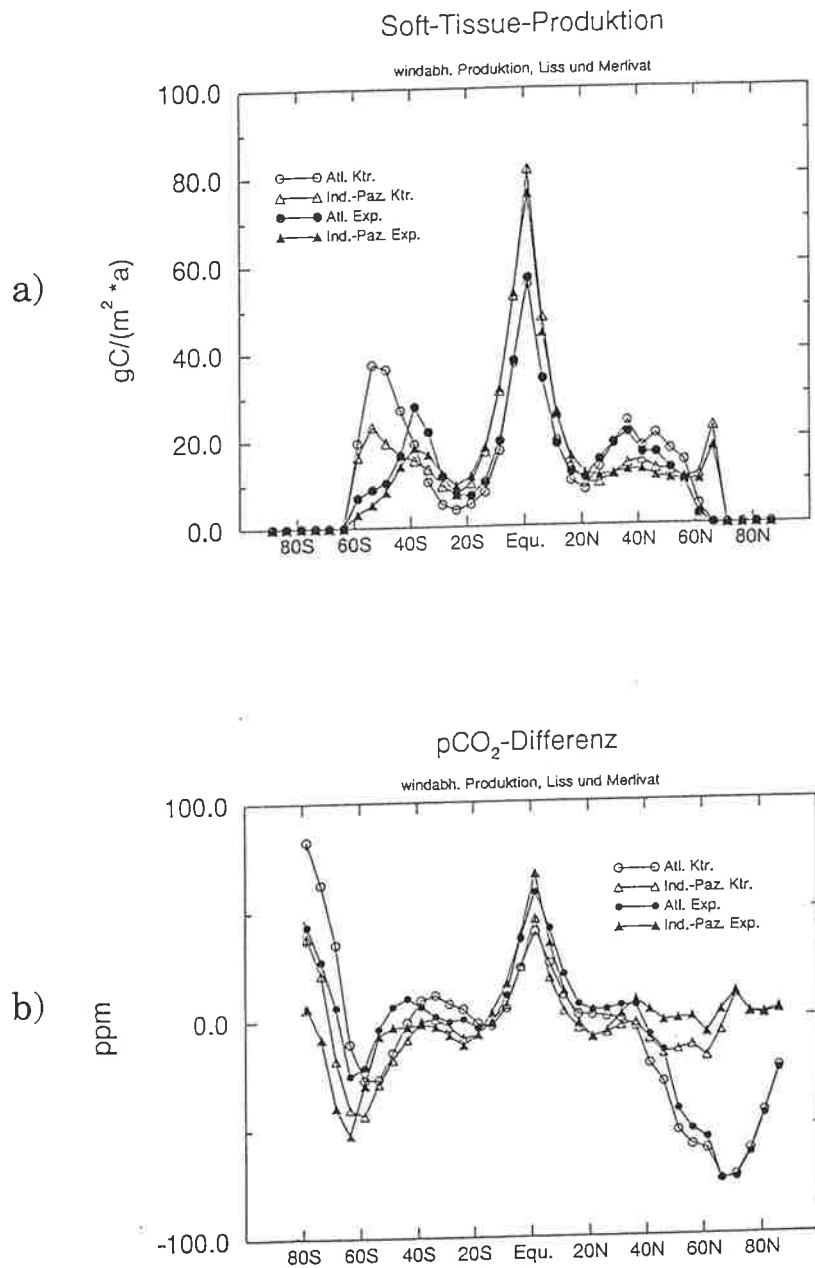 Soft-Tissue-Produktion
windabh. Produktion, Liss und Merlivat
a)
gC/(m² *a)
100.0
80.0
60.0
40.0
20.0
0.0
Atl. Ktr.
Ind.-Paz. Ktr.
Atl. Exp.
Ind.-Paz. Exp.
80S 60S 40S 20S Equ. 20N 40N 60N 80N
pCO₂-Differenz
windabh. Produktion, Liss und Merlivat
b)
ppm
100.0
0.0
-100.0
Atl. Ktr.
Ind.-Paz. Ktr.
Atl. Exp.
Ind.-Paz. Exp.
80S 60S 40S 20S Equ. 20N 40N 60N 80N